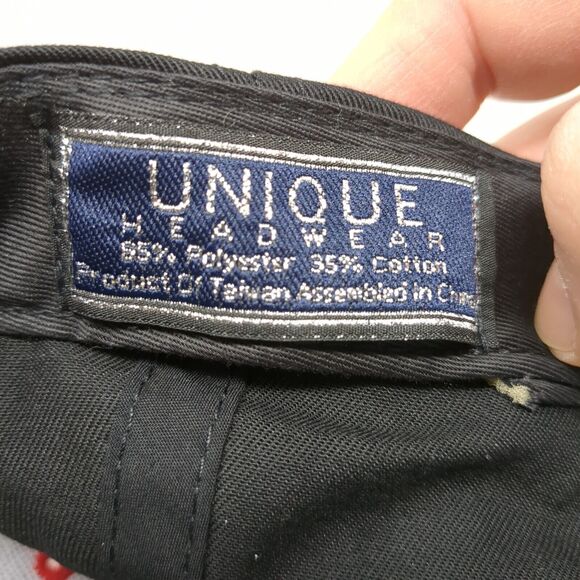 UNIQUE
HEADWEAR
65% Polyester 35% Cotton
Product Of Taiwan Assembled in China